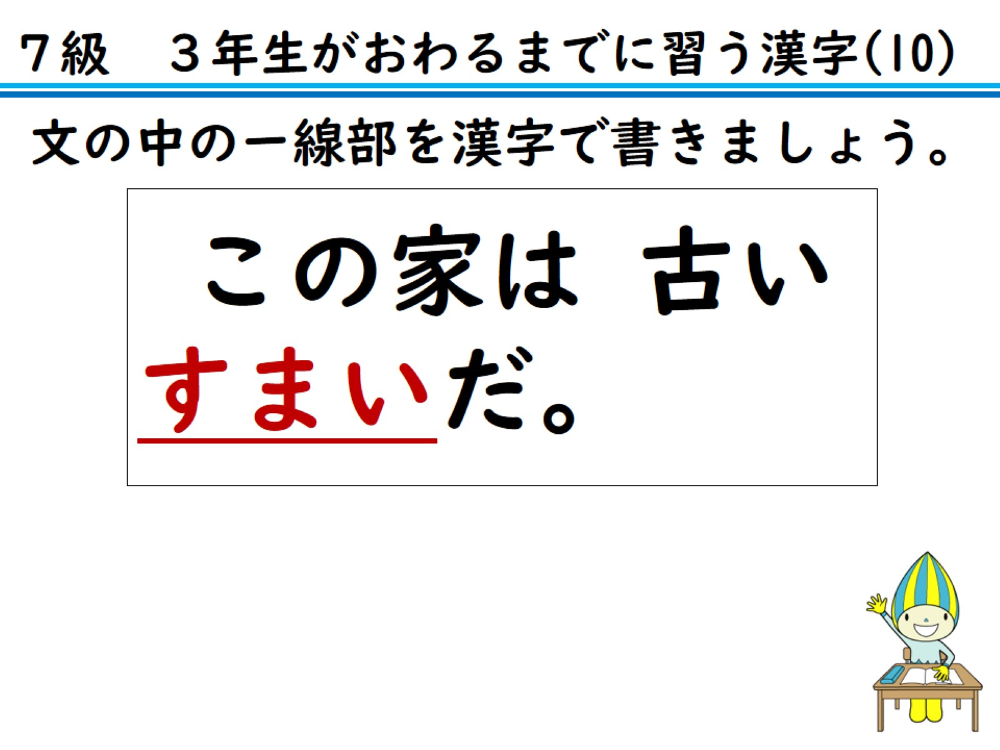 ７級　３年生がおわるまでに習う漢字(10)
文の中の一線部を漢字で書きましょう。
この家は 古い
すまいだ。